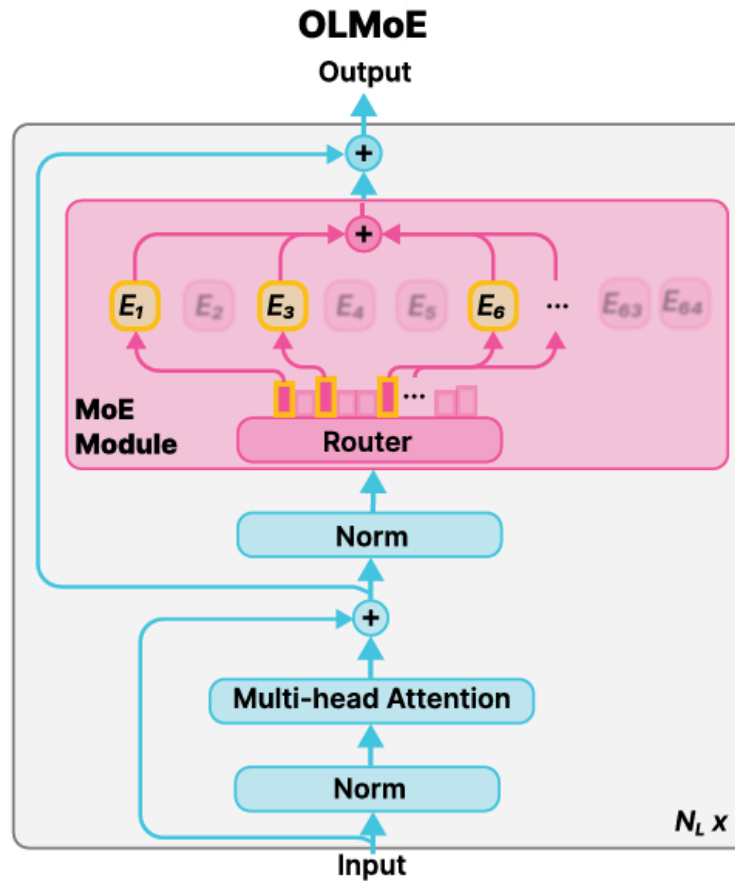 OLMoE
Output
+
+
E₁ E₂ E₃ E₄ E₅ E₆ ... E₆₃ E₆₄
...
MoE
Module
Router
Norm
+
Multi-head Attention
Norm
N_L x
Input